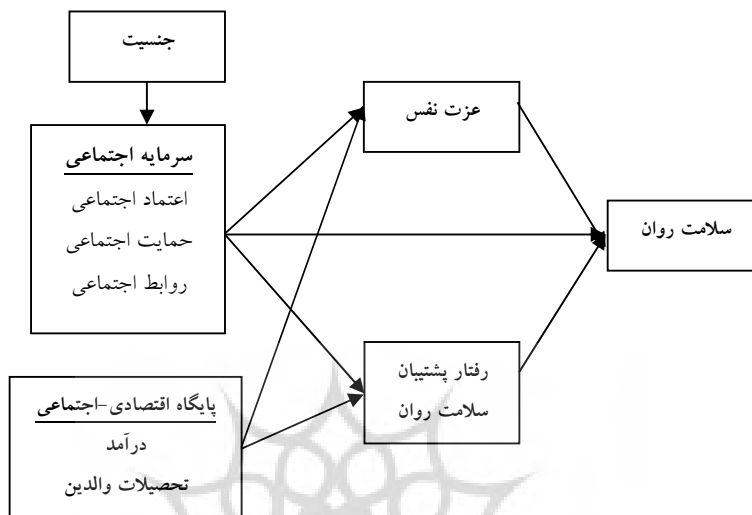 جنسیت
عزت نفس
سرمایه اجتماعی
اعتماد اجتماعی
حمایت اجتماعی
روابط اجتماعی
سلامت روان
رفتار پشتیبان
سلامت روان
پایگاه اقتصادی-اجتماعی
درآمد
تحصیلات والدین